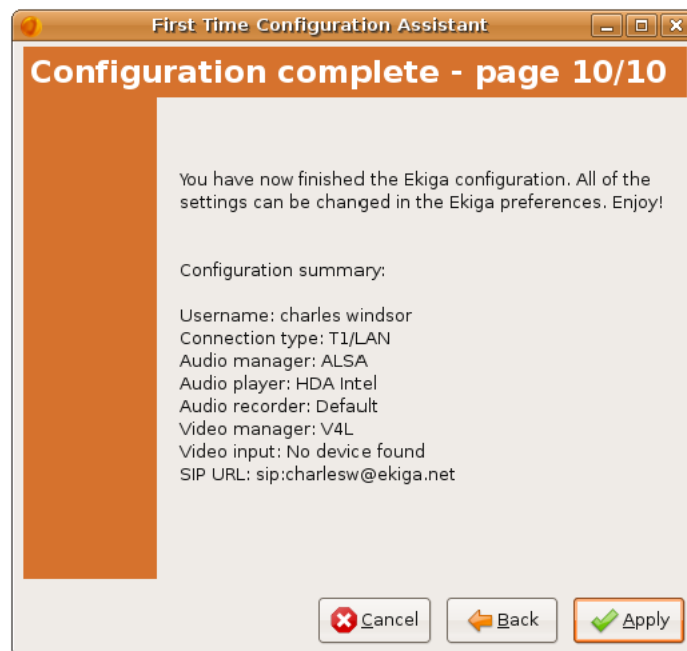 First Time Configuration Assistant
Configuration complete - page 10/10
You have now finished the Ekiga configuration. All of the
settings can be changed in the Ekiga preferences. Enjoy!
Configuration summary:
Username: charles windsor
Connection type: T1/LAN
Audio manager: ALSA
Audio player: HDA Intel
Audio recorder: Default
Video manager: V4L
Video input: No device found
SIP URL: sip:charlesw@ekiga.net
Cancel Back Apply